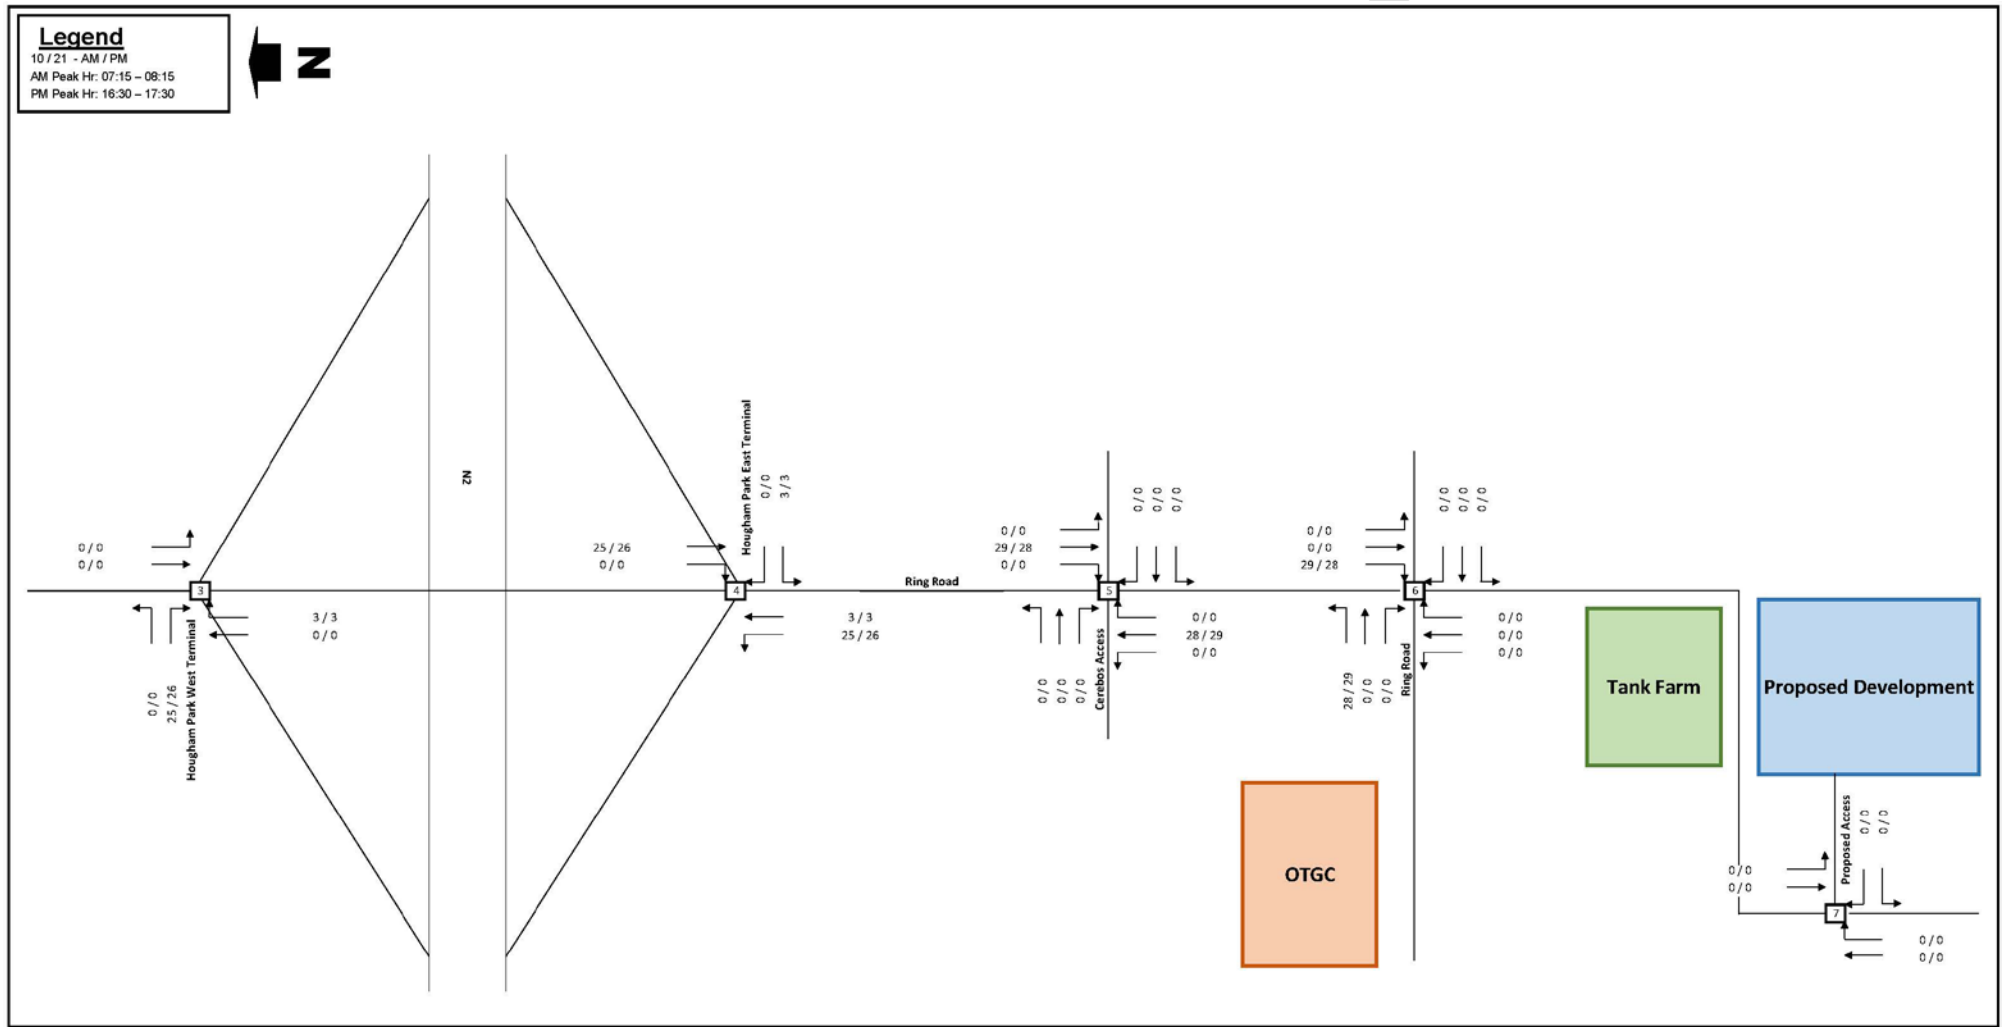 Legend
10 / 21 - AM / PM
AM Peak Hr: 07:15 – 08:15
PM Peak Hr: 16:30 – 17:30
N
N2
Hougham Park East Terminal
0 / 0
3 / 3
0 / 0
0 / 0
3
Hougham Park West Terminal
0 / 0
25 / 26
3 / 3
0 / 0
25 / 26
0 / 0
4
3 / 3
25 / 26
Ring Road
0 / 0
29 / 28
0 / 0
0 / 0
0 / 0
0 / 0
5
0 / 0
28 / 29
0 / 0
0 / 0
0 / 0
0 / 0
Cerebos Access
0 / 0
0 / 0
29 / 28
0 / 0
0 / 0
0 / 0
6
0 / 0
0 / 0
0 / 0
28 / 29
0 / 0
0 / 0
Ring Road
Tank Farm
Proposed Development
OTGC
Proposed Access
0 / 0
0 / 0
0 / 0
0 / 0
7
0 / 0
0 / 0